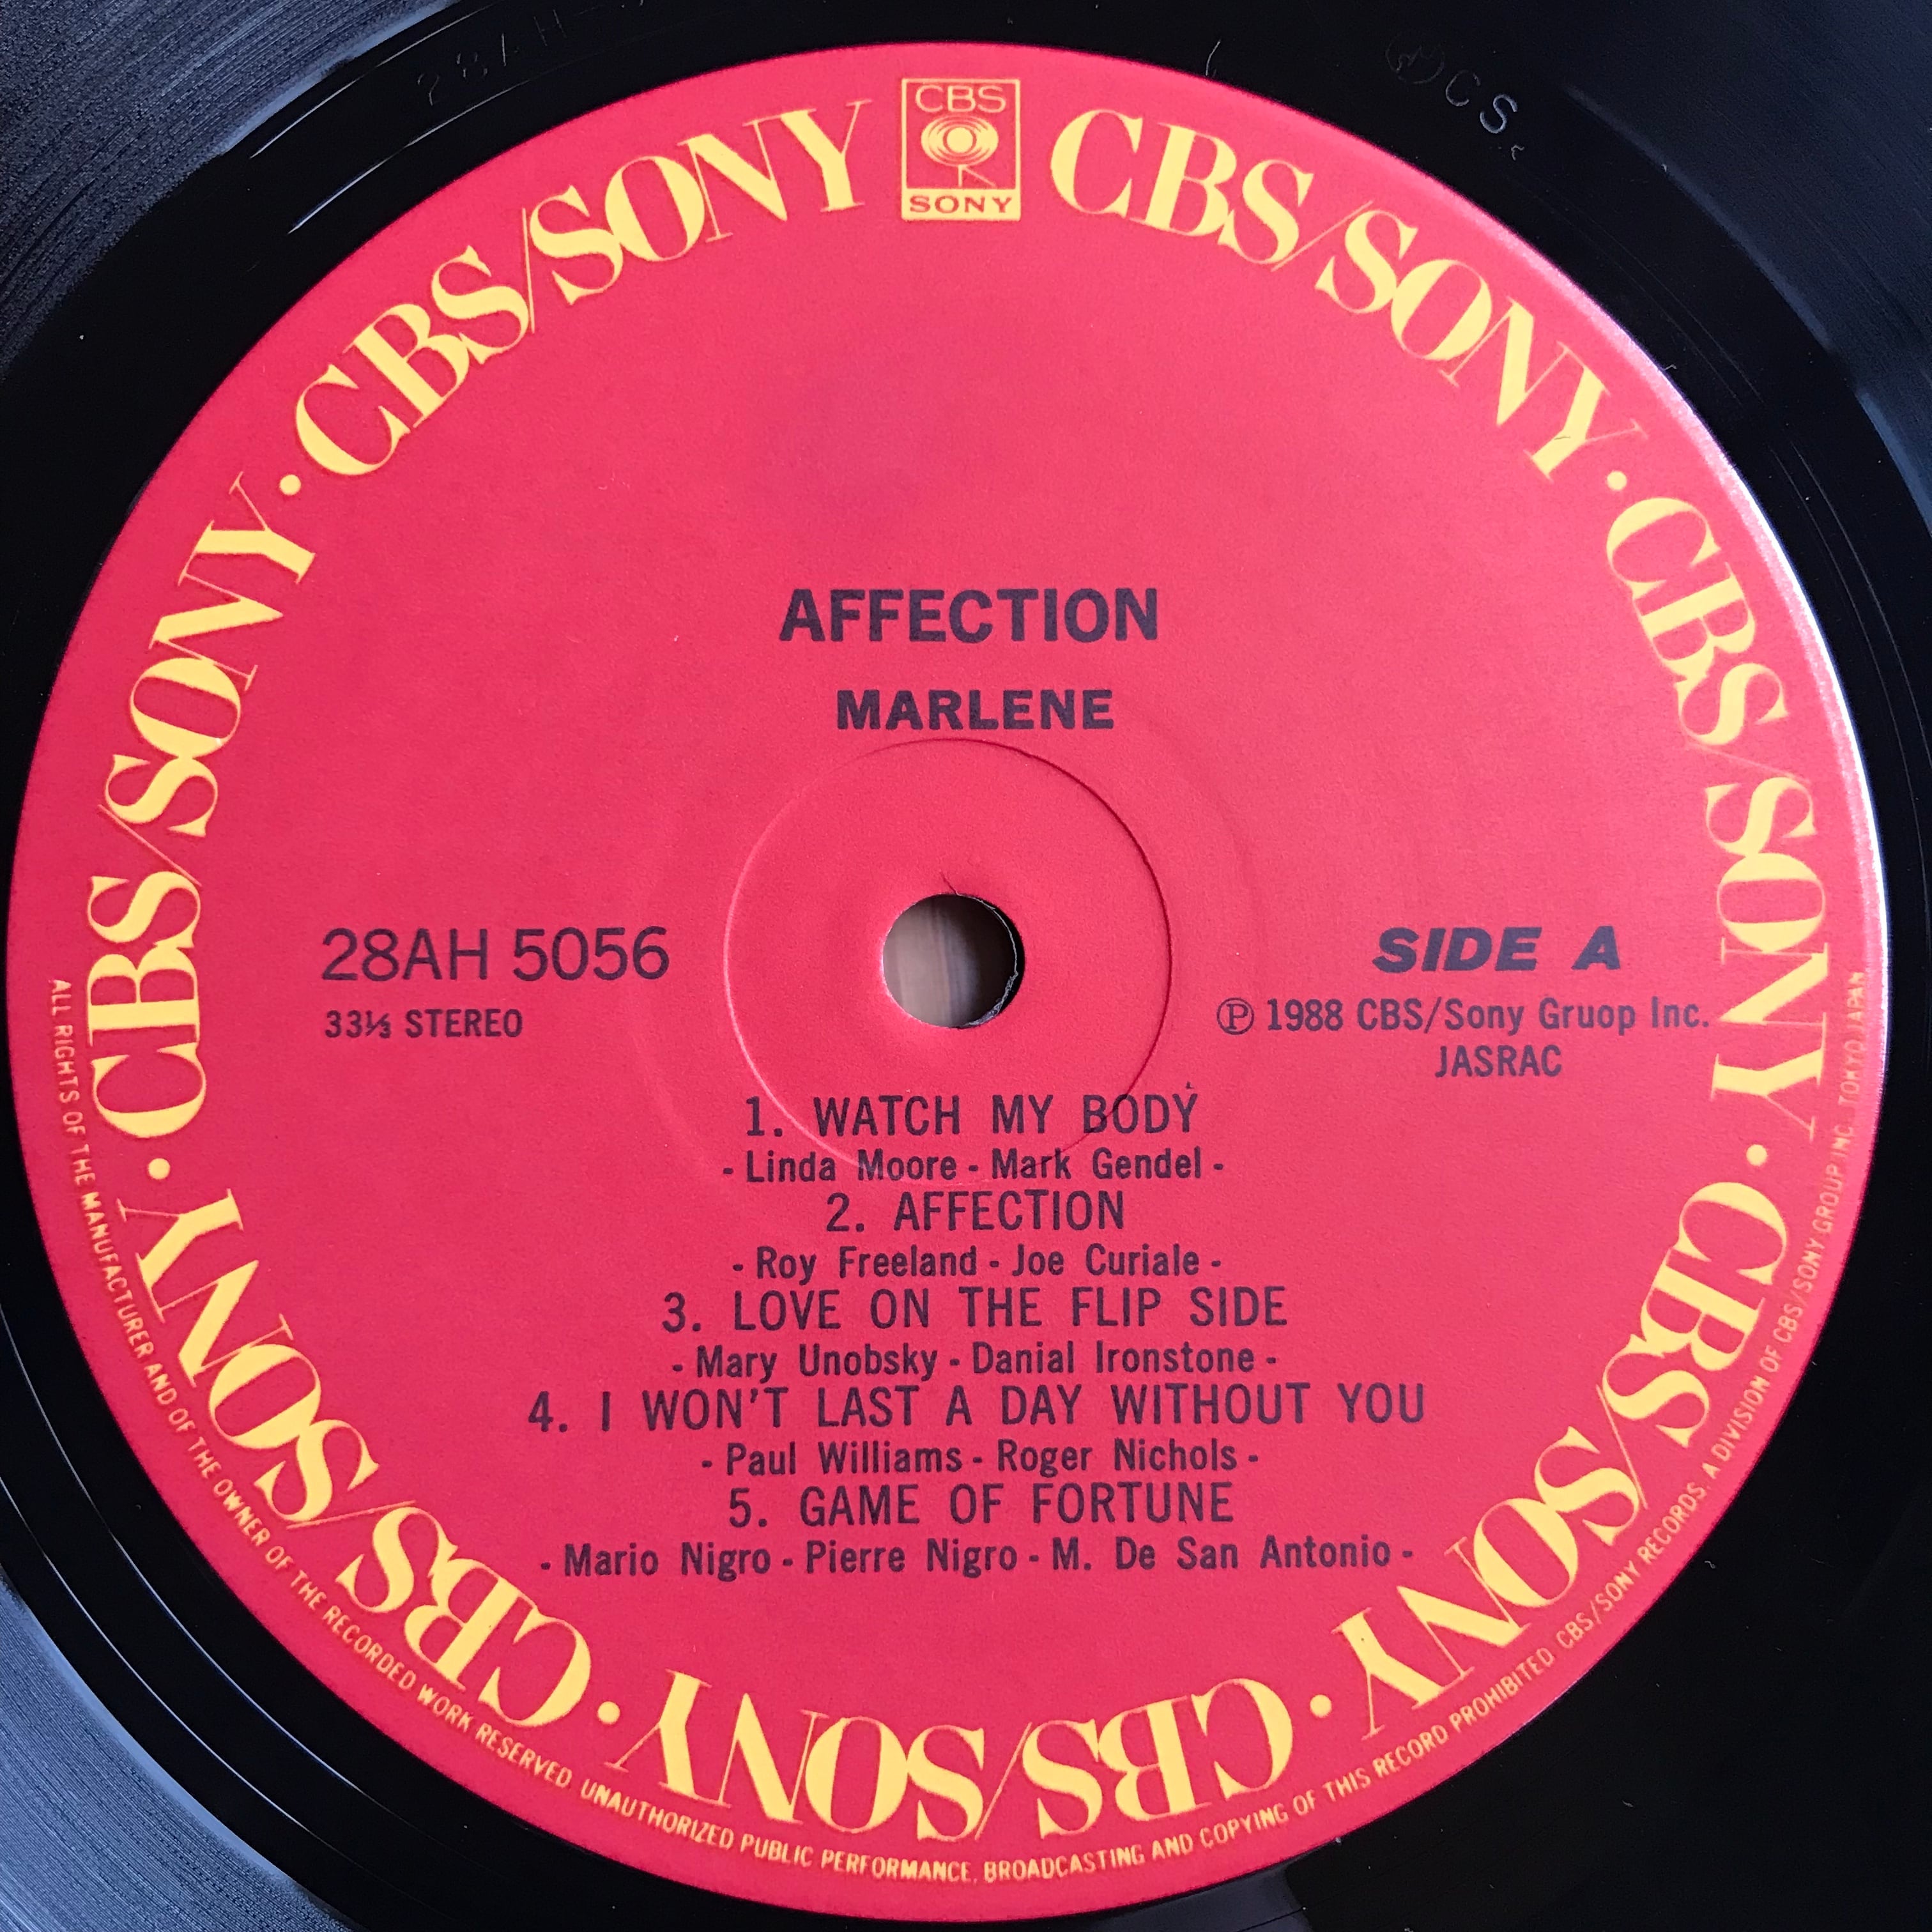 CBS
SONY
CBS/SONY · CBS/SONY · CBS/SONY · CBS/SONY · CBS/SONY · CBS/SONY · CBS/SONY
AFFECTION
MARLENE
28AH 5056
33⅓ STEREO
SIDE A
Ⓟ 1988 CBS/Sony Gruop Inc.
JASRAC
1. WATCH MY BODY
- Linda Moore - Mark Gendel -
2. AFFECTION
- Roy Freeland - Joe Curiale -
3. LOVE ON THE FLIP SIDE
- Mary Unobsky - Danial Ironstone -
4. I WON'T LAST A DAY WITHOUT YOU
- Paul Williams - Roger Nichols -
5. GAME OF FORTUNE
- Mario Nigro - Pierre Nigro - M. De San Antonio -
ALL RIGHTS OF THE MANUFACTURER AND OF THE OWNER OF THE RECORDED WORK RESERVED UNAUTHORIZED PUBLIC PERFORMANCE, BROADCASTING AND COPYING OF THIS RECORD PROHIBITED CBS/SONY RECORDS. A DIVISION OF CBS/SONY GROUP INC. TOKYO JAPAN